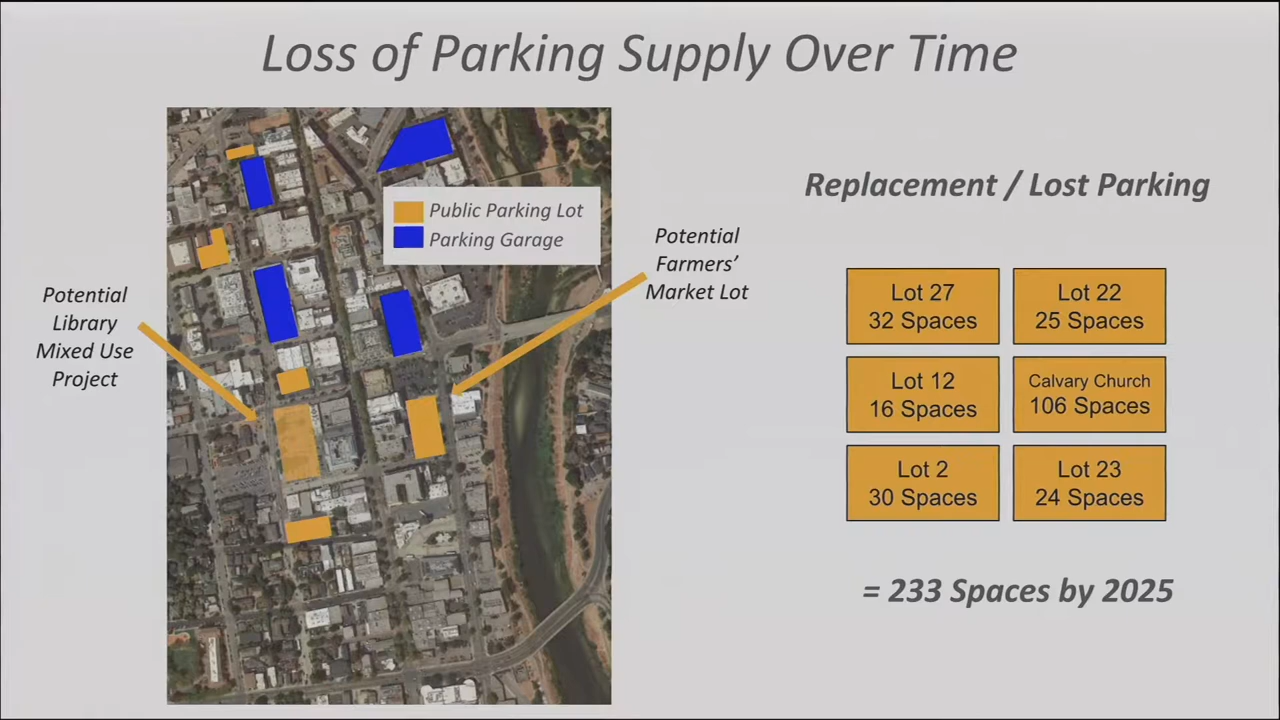 Loss of Parking Supply Over Time
Public Parking Lot
Parking Garage
Potential
Library
Mixed Use
Project
Potential
Farmers’
Market Lot
Replacement / Lost Parking
Lot 27
32 Spaces
Lot 22
25 Spaces
Lot 12
16 Spaces
Calvary Church
106 Spaces
Lot 2
30 Spaces
Lot 23
24 Spaces
= 233 Spaces by 2025